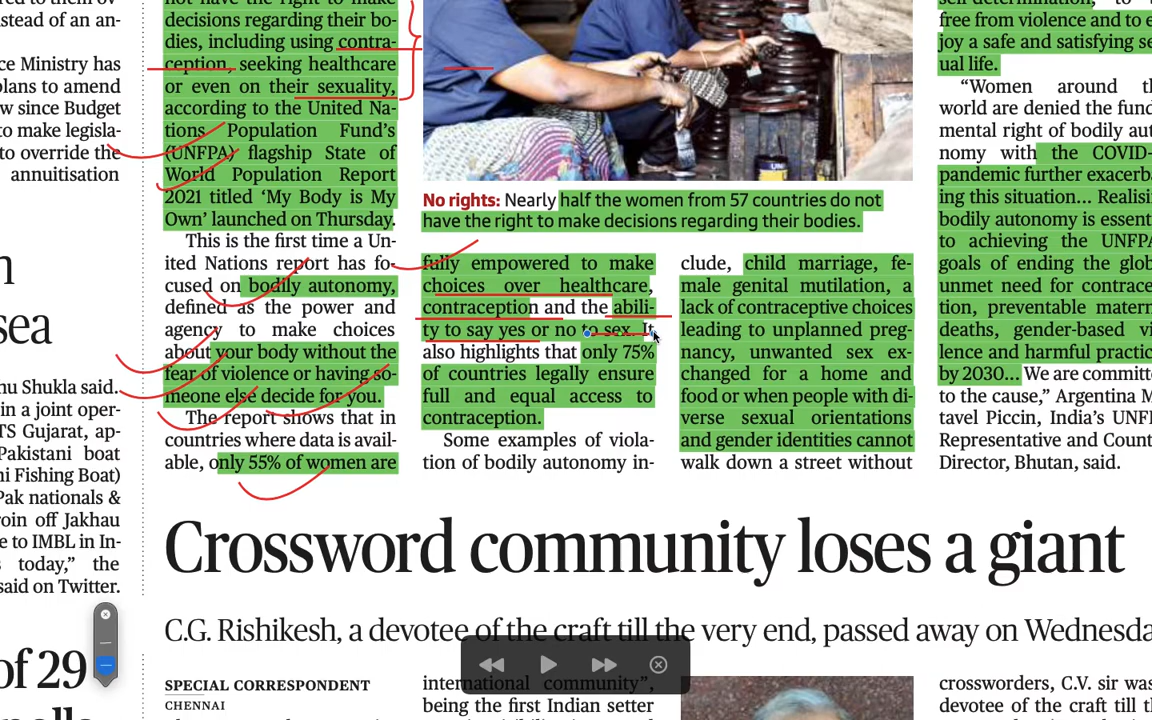 stead of an an-
ce Ministry has
plans to amend
w since Budget
to make legisla-
to override the
annuitisation
n
sea
nu Shukla said.
in a joint oper-
TS Gujarat, ap-
Pakistani boat
ni Fishing Boat)
Pak nationals &
roin off Jakhau
e to IMBL in In-
s today,” the
said on Twitter.
of 29
decisions regarding their bo-
dies, including using contra-
ception, seeking healthcare
or even on their sexuality,
according to the United Na-
tions Population Fund’s
(UNFPA) flagship State of
World Population Report
2021 titled ‘My Body is My
Own’ launched on Thursday.
This is the first time a Un-
ited Nations report has fo-
cused on bodily autonomy,
defined as the power and
agency to make choices
about your body without the
fear of violence or having so-
meone else decide for you.
The report shows that in
countries where data is avail-
able, only 55% of women are
No rights: Nearly half the women from 57 countries do not
have the right to make decisions regarding their bodies.
fully empowered to make
choices over healthcare,
contraception and the abili-
ty to say yes or no to sex. It
also highlights that only 75%
of countries legally ensure
full and equal access to
contraception.
Some examples of viola-
tion of bodily autonomy in-
clude, child marriage, fe-
male genital mutilation, a
lack of contraceptive choices
leading to unplanned preg-
nancy, unwanted sex ex-
changed for a home and
food or when people with di-
verse sexual orientations
and gender identities cannot
walk down a street without
free from violence and to e
joy a safe and satisfying se
ual life.
“Women around th
world are denied the fund
mental right of bodily aut
nomy with the COVID-
pandemic further exacerba
ing this situation... Realisi
bodily autonomy is essent
to achieving the UNFPA
goals of ending the glob
unmet need for contrace
tion, preventable matern
deaths, gender-based vi
lence and harmful practic
by 2030... We are committe
to the cause,” Argentina M
tavel Piccin, India’s UNF
Representative and Count
Director, Bhutan, said.
Crossword community loses a giant
C.G. Rishikesh, a devotee of the craft till the very end, passed away on Wednesda
SPECIAL CORRESPONDENT
CHENNAI
international community”,
being the first Indian setter
crossworders, C.V. sir was
devotee of the craft till th